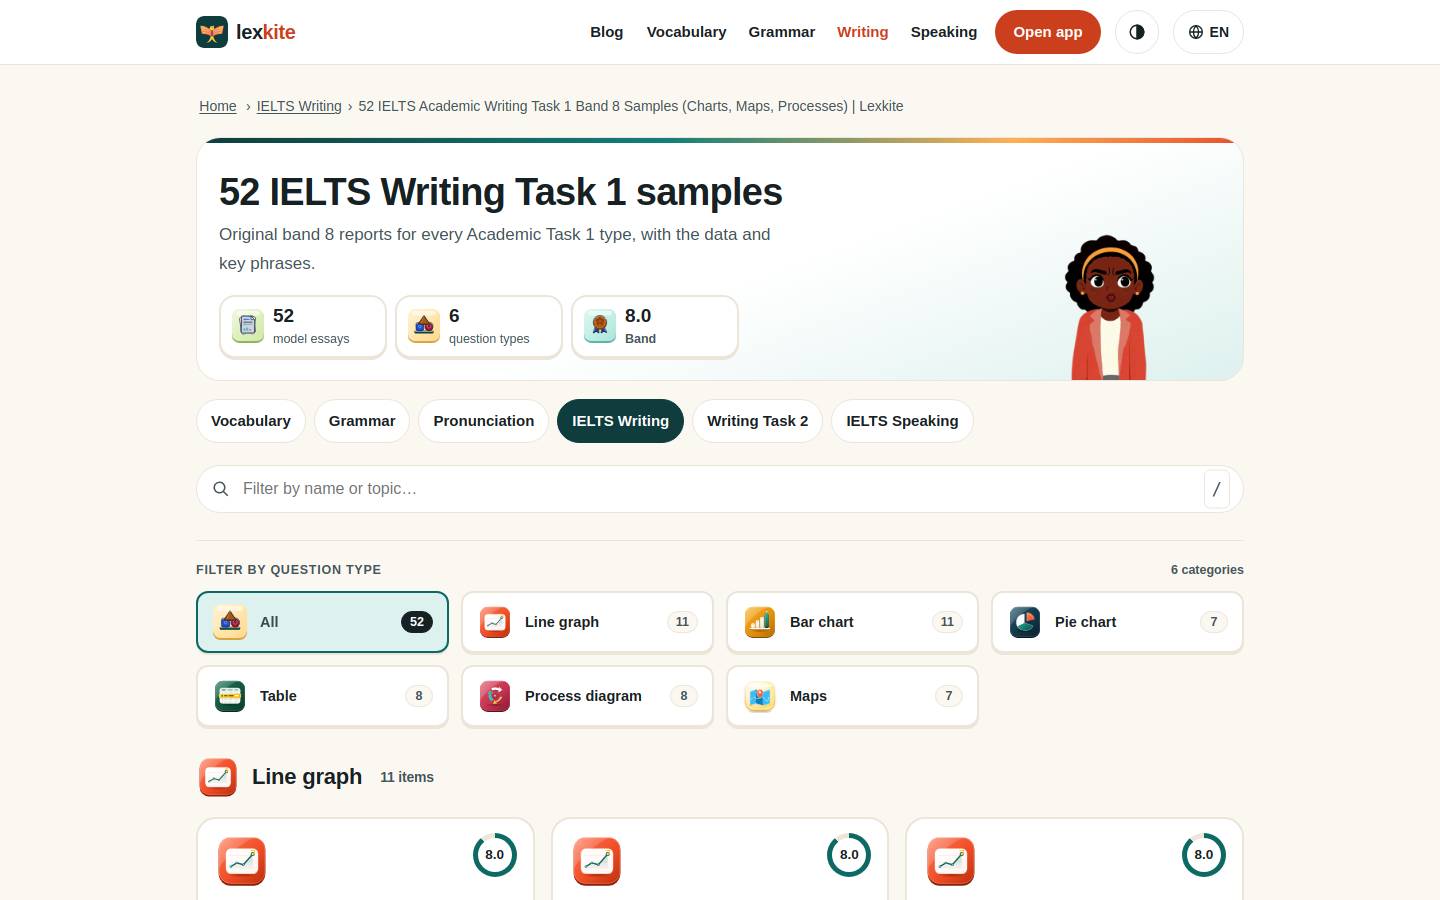 lexkite
Blog Vocabulary Grammar Writing Speaking Open app EN
Home › IELTS Writing › 52 IELTS Academic Writing Task 1 Band 8 Samples (Charts, Maps, Processes) | Lexkite
52 IELTS Writing Task 1 samples
Original band 8 reports for every Academic Task 1 type, with the data and
key phrases.
52
model essays
6
question types
8.0
Band
Vocabulary Grammar Pronunciation IELTS Writing Writing Task 2 IELTS Speaking
Filter by name or topic… /
FILTER BY QUESTION TYPE 6 categories
All 52 Line graph 11 Bar chart 11 Pie chart 7
Table 8 Process diagram 8 Maps 7
Line graph 11 items
8.0 8.0 8.0